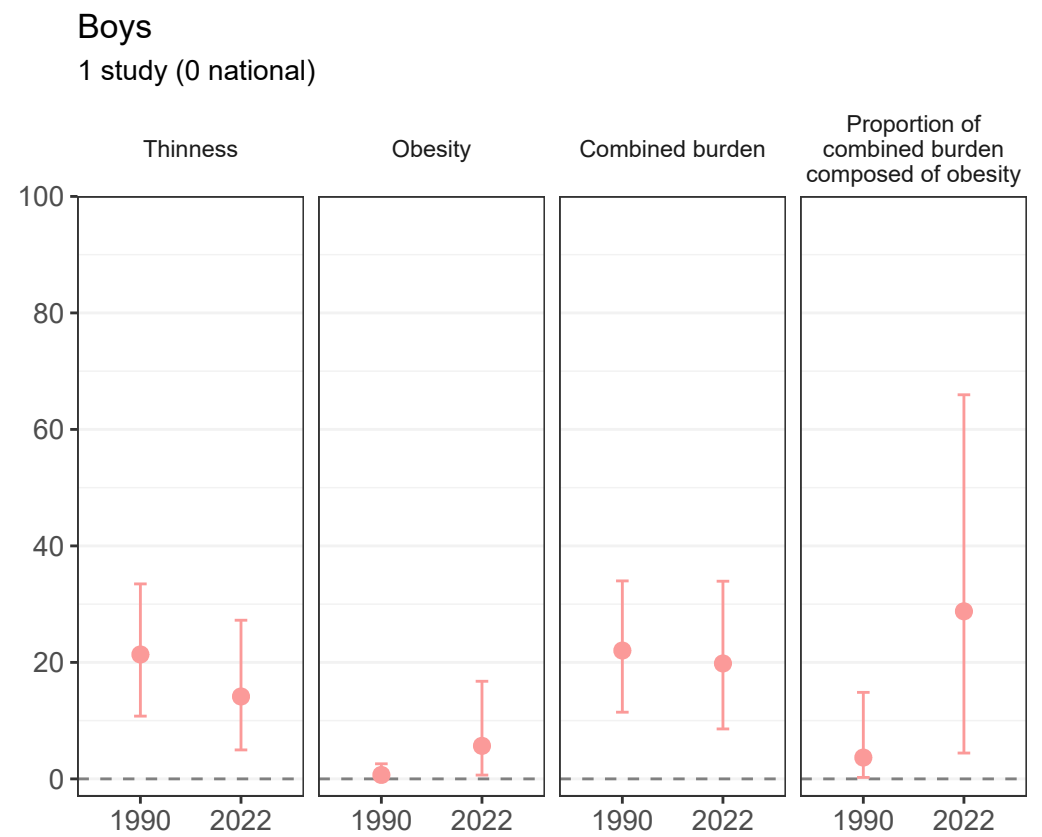 Boys
1 study (0 national)
Thinness
Obesity
Combined burden
Proportion of
combined burden
composed of obesity
100
80
60
40
20
0
1990 2022 1990 2022 1990 2022 1990 2022